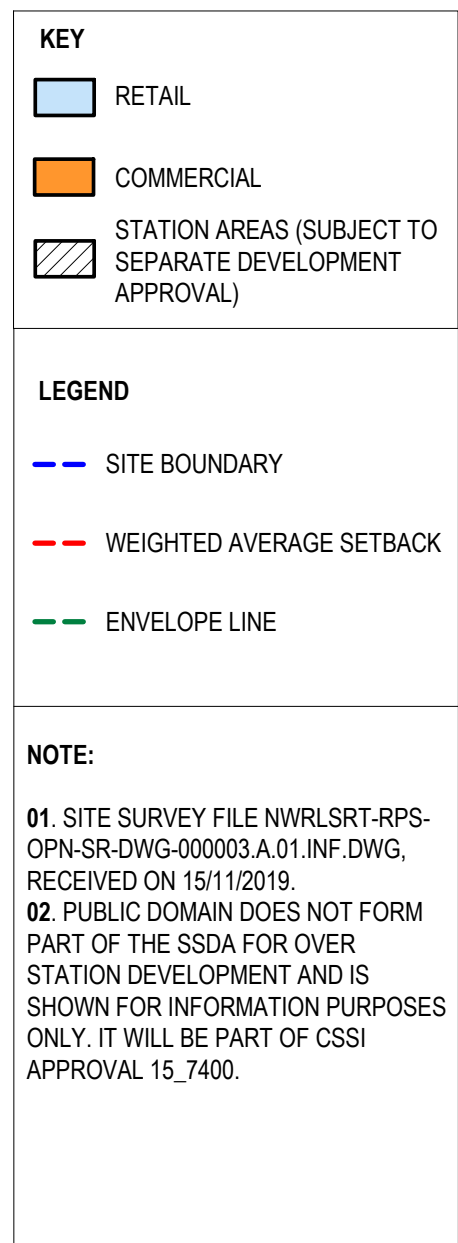 KEY
RETAIL
COMMERCIAL
STATION AREAS (SUBJECT TO
SEPARATE DEVELOPMENT
APPROVAL)
LEGEND
SITE BOUNDARY
WEIGHTED AVERAGE SETBACK
ENVELOPE LINE
NOTE:
01. SITE SURVEY FILE NWRLSRT-RPS-
OPN-SR-DWG-000003.A.01.INF.DWG,
RECEIVED ON 15/11/2019.
02. PUBLIC DOMAIN DOES NOT FORM
PART OF THE SSDA FOR OVER
STATION DEVELOPMENT AND IS
SHOWN FOR INFORMATION PURPOSES
ONLY. IT WILL BE PART OF CSSI
APPROVAL 15_7400.